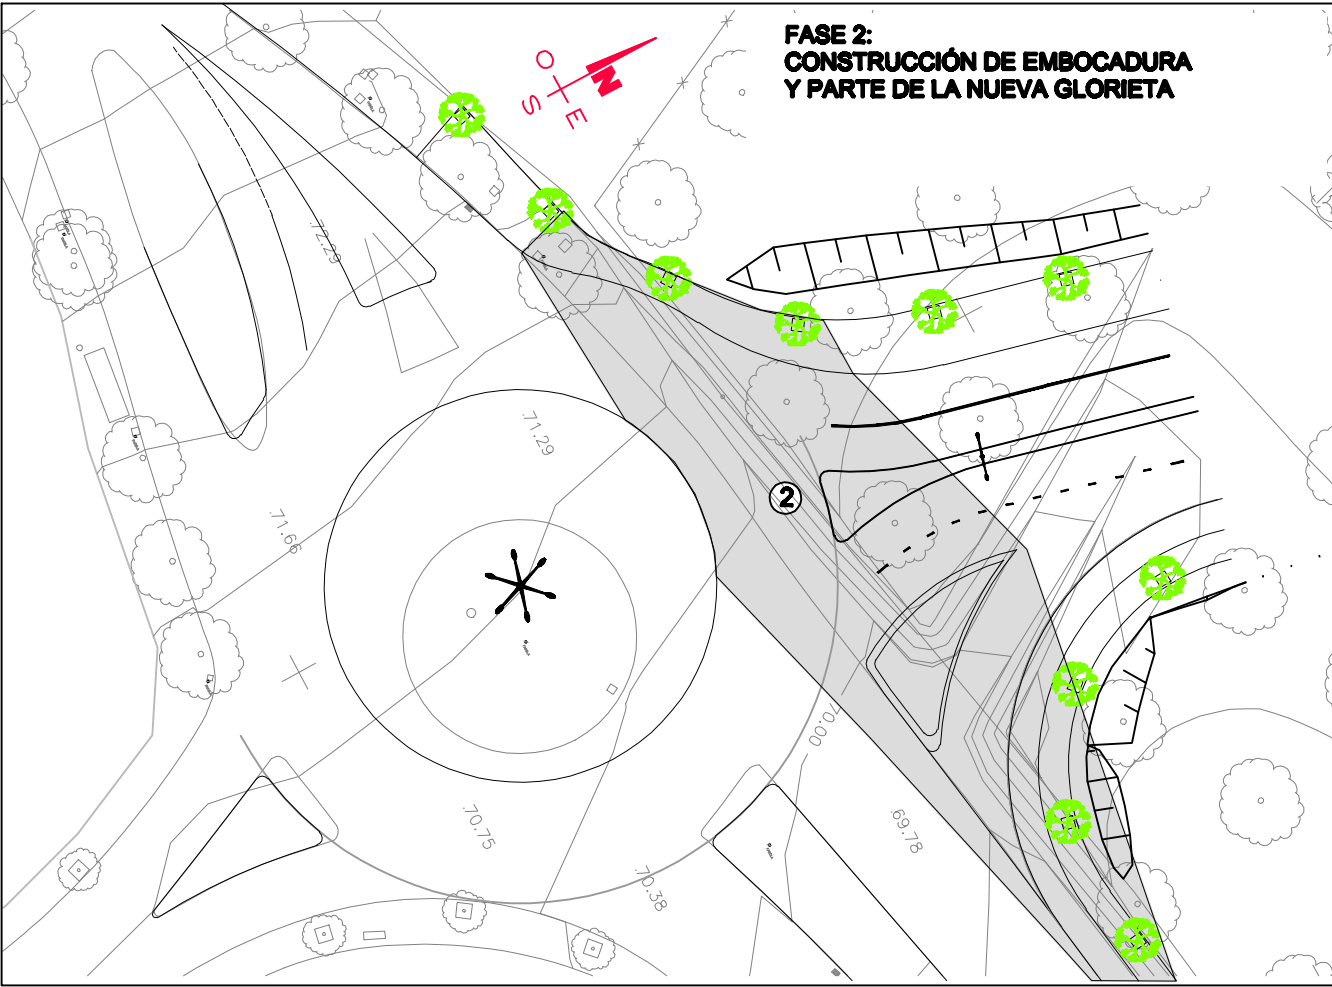 FASE 2:
CONSTRUCCIÓN DE EMBOCADURA
Y PARTE DE LA NUEVA GLORIETA
O
N
S
E
.72.29
.71.29
.71.66
2
70.00
.70.75
69.78
.70.38